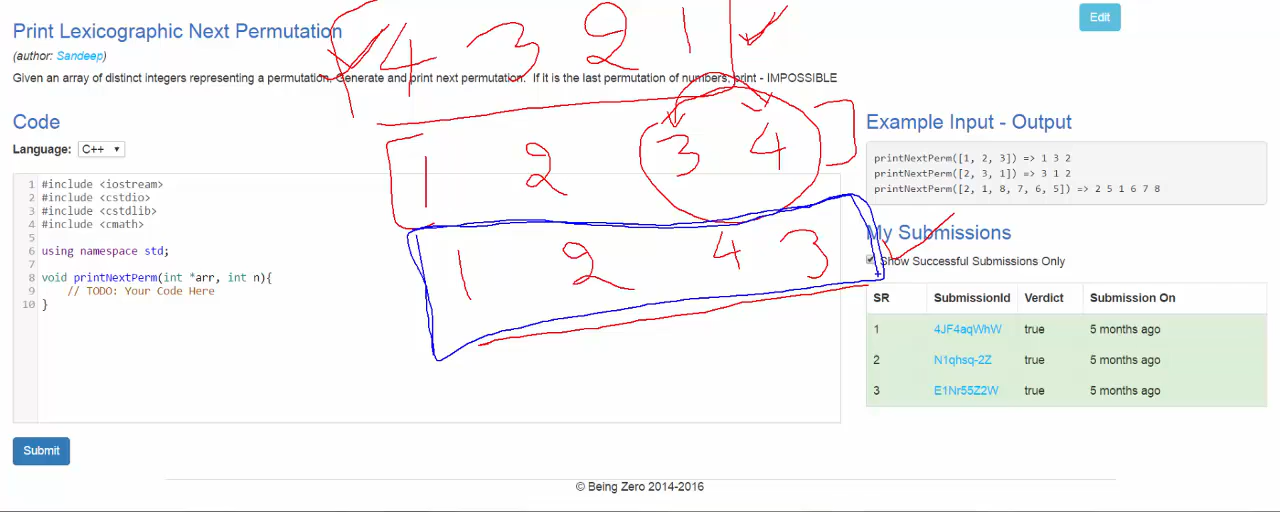 Edit
Print Lexicographic Next Permutation
(author: Sandeep)
Given an array of distinct integers representing a permutation, Generate and print next permutation. If it is the last permutation of numbers, print - IMPOSSIBLE
4 3 2 1
1 2 3 4
1 2 4 3
Code
Language: C++
1 #include <iostream>
2 #include <cstdio>
3 #include <cstdlib>
4 #include <cmath>
5
6 using namespace std;
7
8 void printNextPerm(int *arr, int n){
9 // TODO: Your Code Here
10 }
Submit
Example Input - Output
printNextPerm([1, 2, 3]) => 1 3 2
printNextPerm([2, 3, 1]) => 3 1 2
printNextPerm([2, 1, 8, 7, 6, 5]) => 2 5 1 6 7 8
My Submissions
Show Successful Submissions Only
SR SubmissionId Verdict Submission On
1 4JF4aqWhW true 5 months ago
2 N1qhsq-2Z true 5 months ago
3 E1Nr55Z2W true 5 months ago
© Being Zero 2014-2016